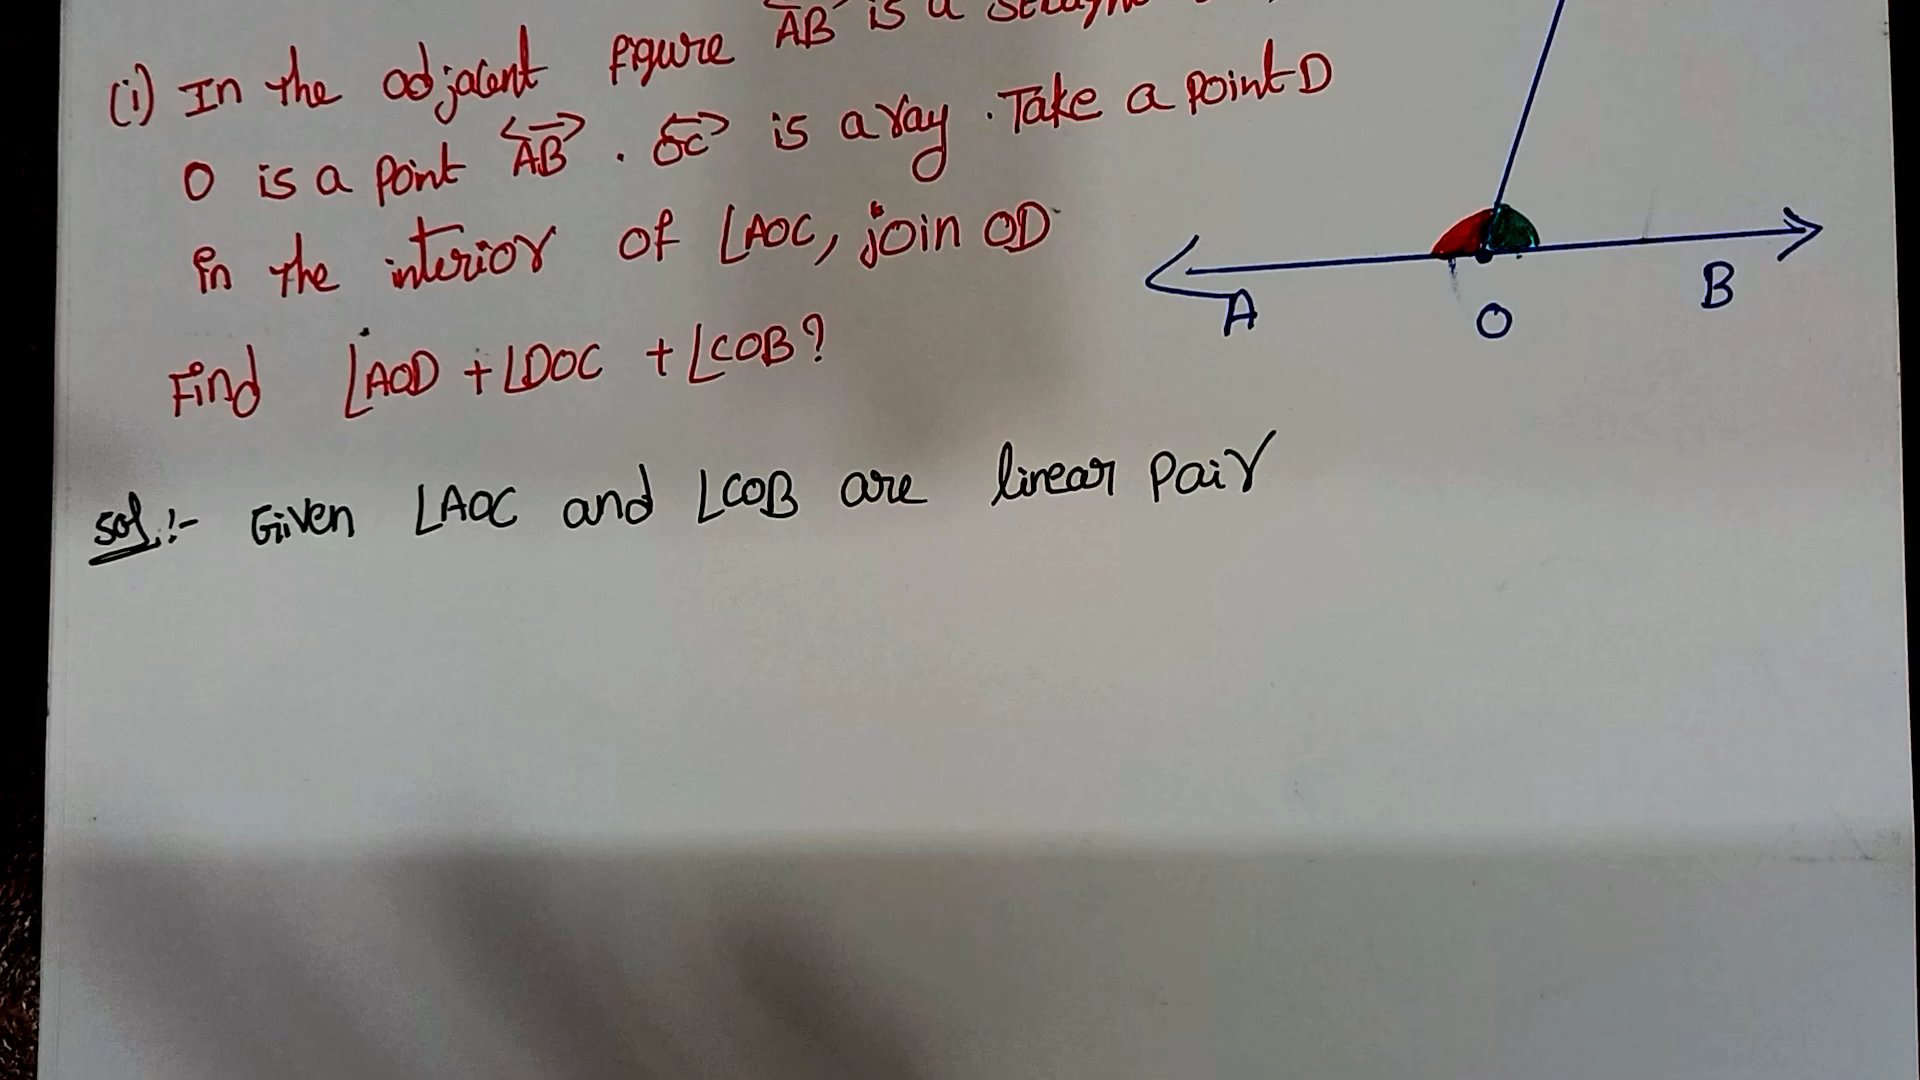 (i) In the adjacent figure AB is a
O is a point AB . OC is a ray . Take a point D
in the interior of ∠AOC, join OD
Find ∠AOD + ∠DOC + ∠COB?
A
O
B
Sol:- Given ∠AOC and ∠COB are linear pair